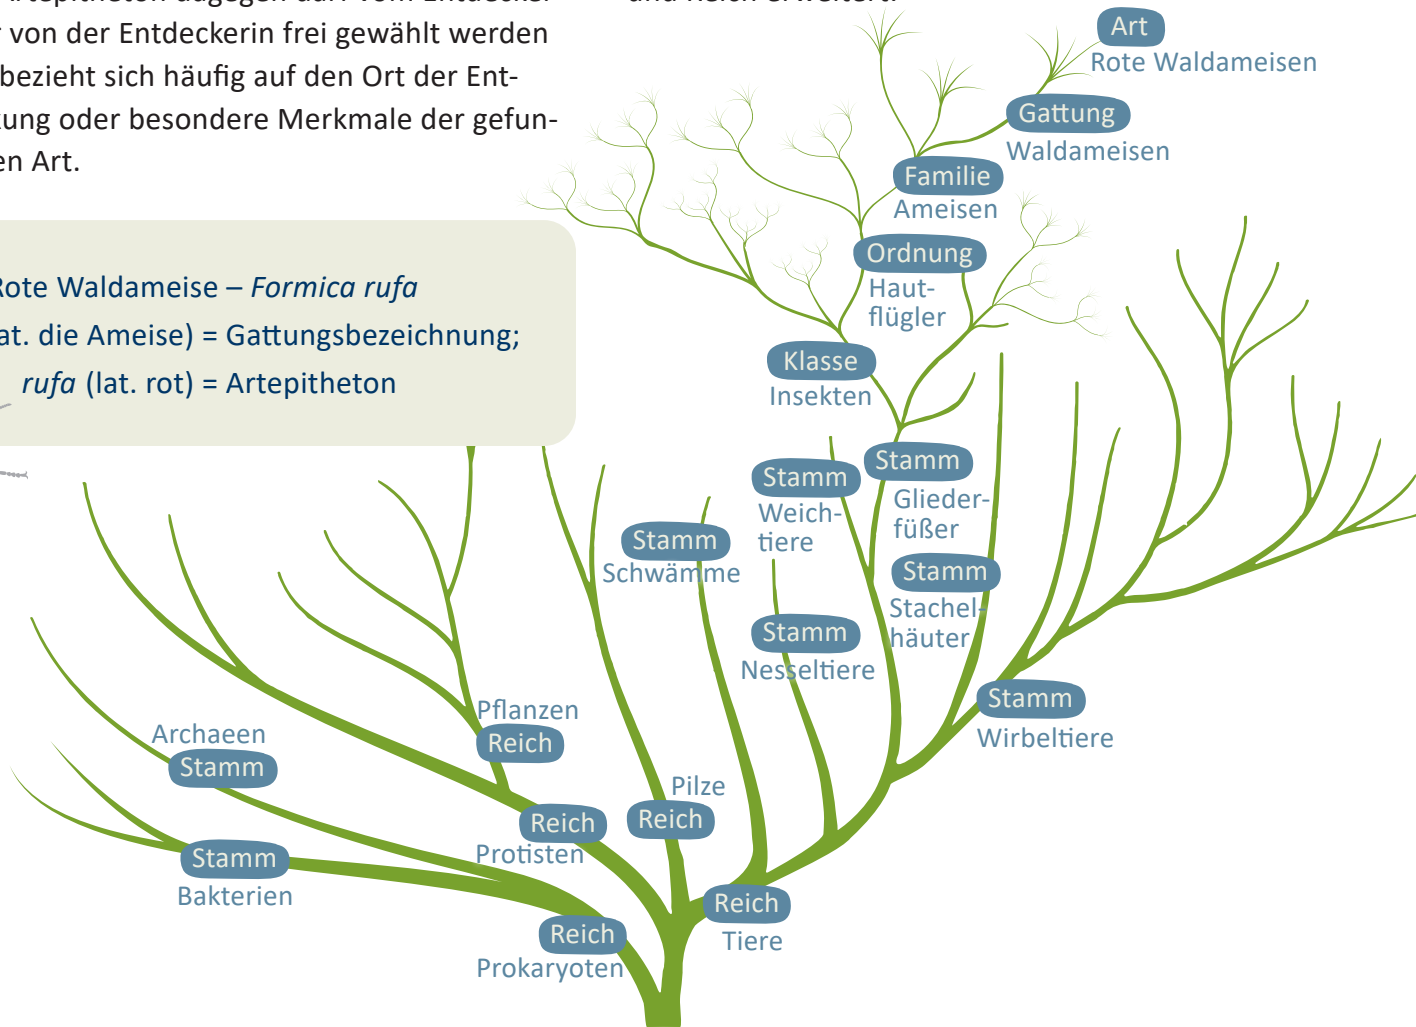 von der Entdeckerin frei gewählt werden
bezieht sich häufig auf den Ort der Ent-
oder besondere Merkmale der gefun-
Art.
Rote Waldameise – Formica rufa
lat. die Ameise) = Gattungsbezeichnung;
rufa (lat. rot) = Artepitheton
Art
Rote Waldameisen
Gattung
Waldameisen
Familie
Ameisen
Ordnung
Haut-
flügler
Klasse
Insekten
Stamm
Glieder-
füßer
Stamm
Weich-
tiere
Stamm
Schwämme
Stamm
Stachel-
häuter
Stamm
Nesseltiere
Stamm
Wirbeltiere
Pflanzen
Reich
Archaeen
Stamm
Pilze
Reich
Reich
Protisten
Stamm
Bakterien
Reich
Tiere
Reich
Prokaryoten